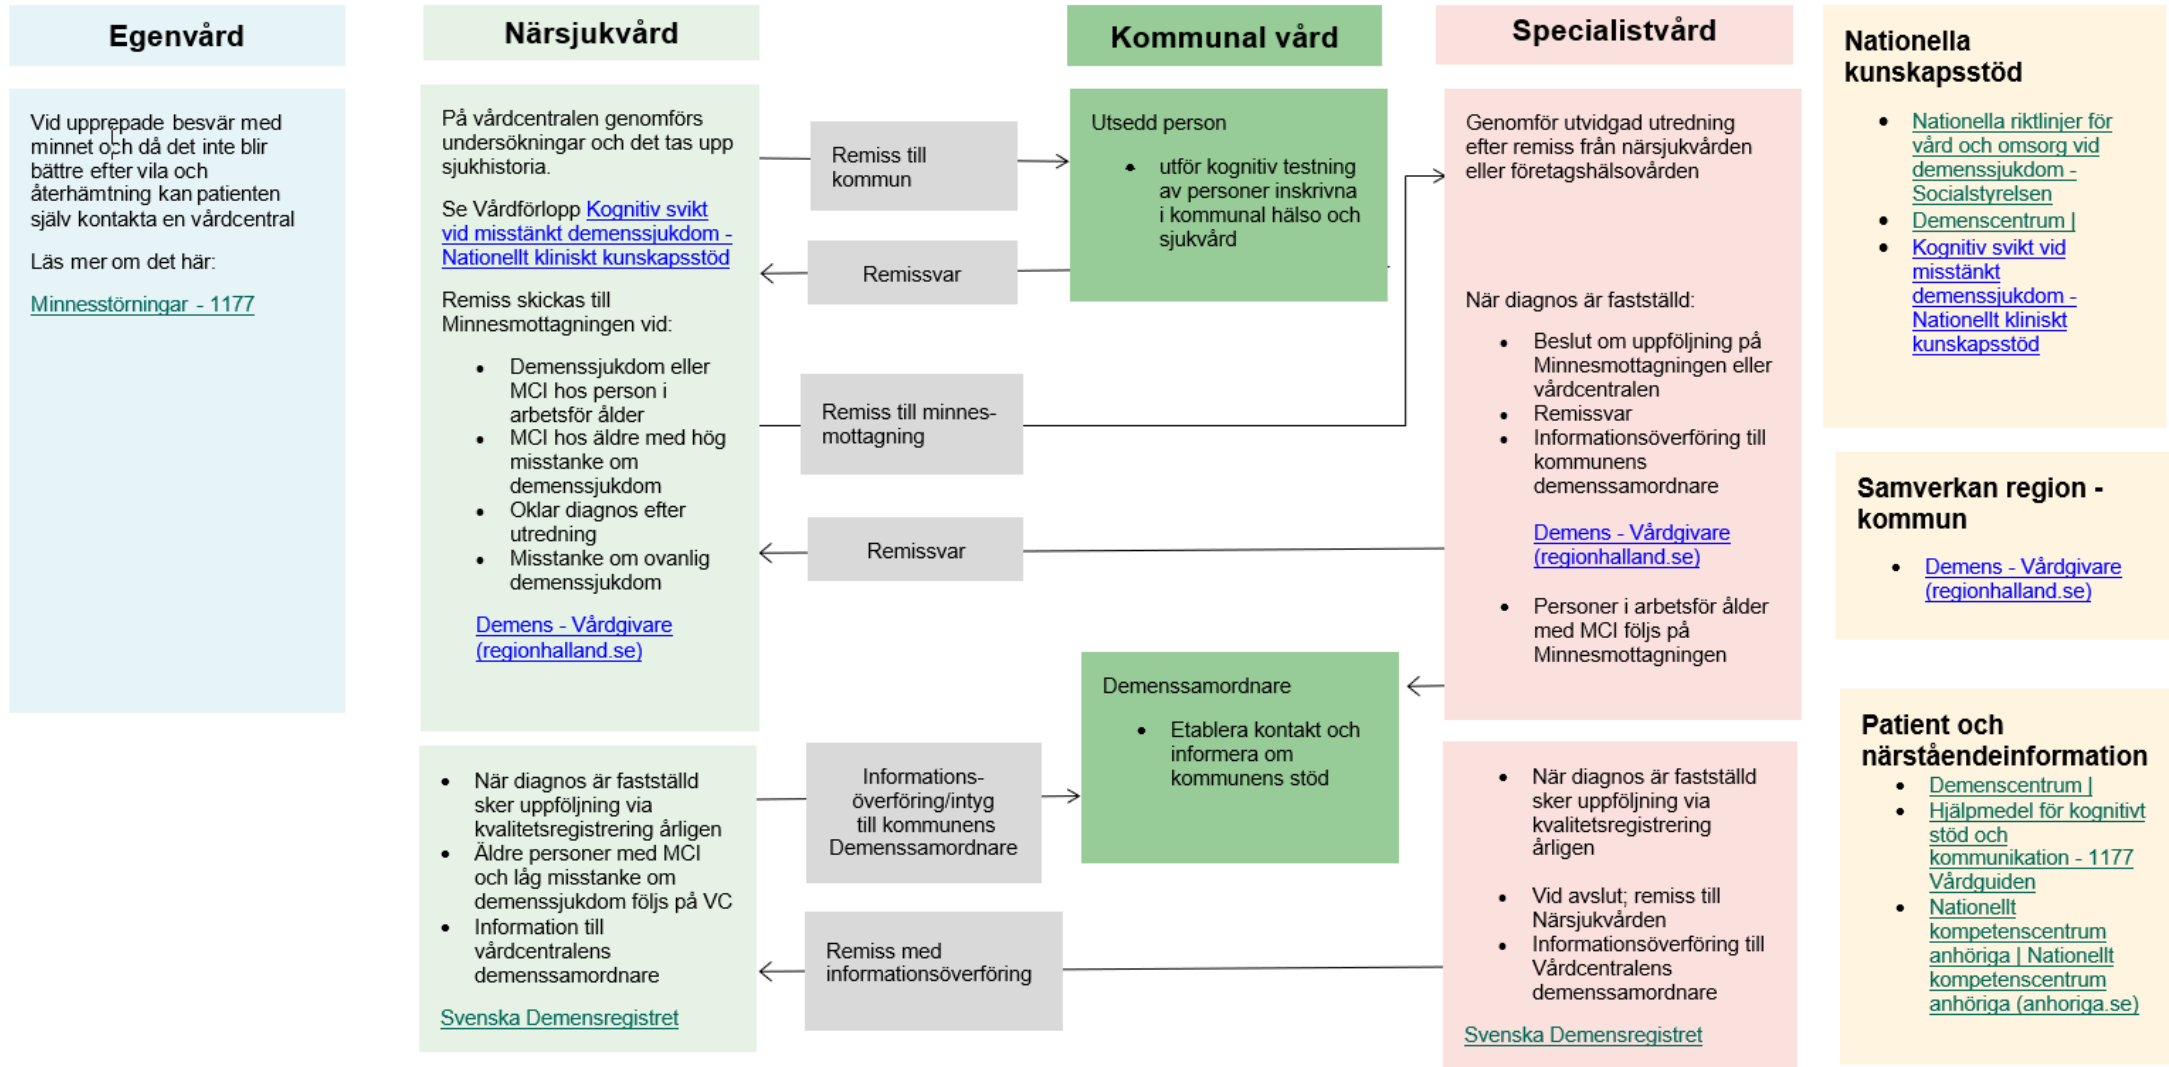 Egenvård
Vid upprepade besvär med
minnet och då det inte blir
bättre efter vila och
återhämtning kan patienten
själv kontakta en vårdcentral
Läs mer om det här:
Minnesstörningar - 1177
Närsjukvård
På vårdcentralen genomförs
undersökningar och det tas upp
sjukhistoria.
Se Vårdförlopp Kognitiv svikt
vid misstänkt demenssjukdom -
Nationellt kliniskt kunskapsstöd
Remiss skickas till
Minnesmottagningen vid:
• Demenssjukdom eller
MCI hos person i
arbetsför ålder
• MCI hos äldre med hög
misstanke om
demenssjukdom
• Oklar diagnos efter
utredning
• Misstanke om ovanlig
demenssjukdom
Demens - Vårdgivare
(regionhalland.se)
• När diagnos är fastställd
sker uppföljning via
kvalitetsregistrering årligen
• Äldre personer med MCI
och låg misstanke om
demenssjukdom följs på VC
• Information till
vårdcentralens
demenssamordnare
Svenska Demensregistret
Remiss till
kommun
Remissvar
Remiss till minnes-
mottagning
Remissvar
Informations-
överföring/intyg
till kommunens
Demenssamordnare
Remiss med
informationsöverföring
Kommunal vård
Utsedd person
• utför kognitiv testning
av personer inskrivna
i kommunal hälso och
sjukvård
Demenssamordnare
• Etablera kontakt och
informera om
kommunens stöd
Specialistvård
Genomför utvidgad utredning
efter remiss från närsjukvården
eller företagshälsovården
När diagnos är fastställd:
• Beslut om uppföljning på
Minnesmottagningen eller
vårdcentralen
• Remissvar
• Informationsöverföring till
kommunens
demenssamordnare
Demens - Vårdgivare
(regionhalland.se)
• Personer i arbetsför ålder
med MCI följs på
Minnesmottagningen
• När diagnos är fastställd
sker uppföljning via
kvalitetsregistrering
årligen
• Vid avslut; remiss till
Närsjukvården
• Informationsöverföring till
Vårdcentralens
demenssamordnare
Svenska Demensregistret
Nationella
kunskapsstöd
• Nationella riktlinjer för
vård och omsorg vid
demenssjukdom -
Socialstyrelsen
• Demenscentrum |
• Kognitiv svikt vid
misstänkt
demenssjukdom -
Nationellt kliniskt
kunskapsstöd
Samverkan region -
kommun
• Demens - Vårdgivare
(regionhalland.se)
Patient och
närståendeinformation
• Demenscentrum |
• Hjälpmedel för kognitivt
stöd och
kommunikation - 1177
Vårdguiden
• Nationellt
kompetenscentrum
anhöriga | Nationellt
kompetenscentrum
anhöriga (anhoriga.se)